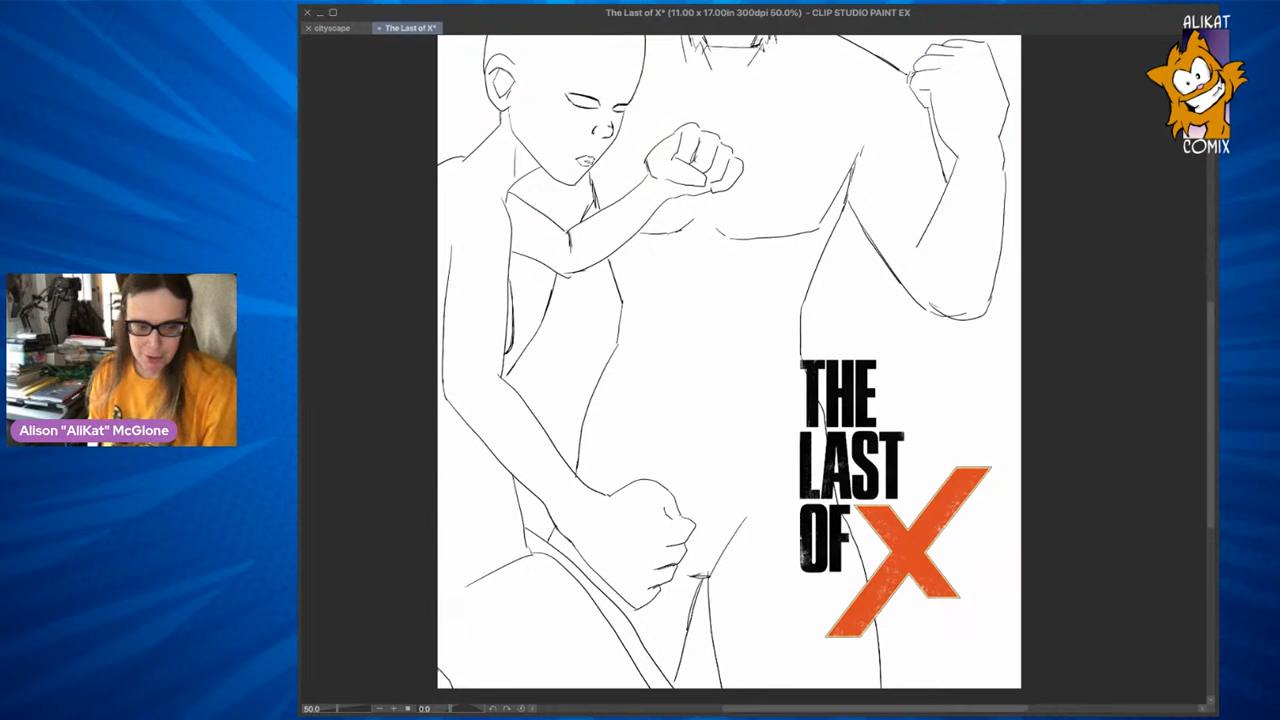 The Last of X* (11.00 x 17.00in 300dpi 50.0%) - CLIP STUDIO PAINT EX
cityscape
The Last of X*
ALIKAT
COMIX
THE
LAST
OF X
Alison "AliKat" McGlone
50.0
0.0